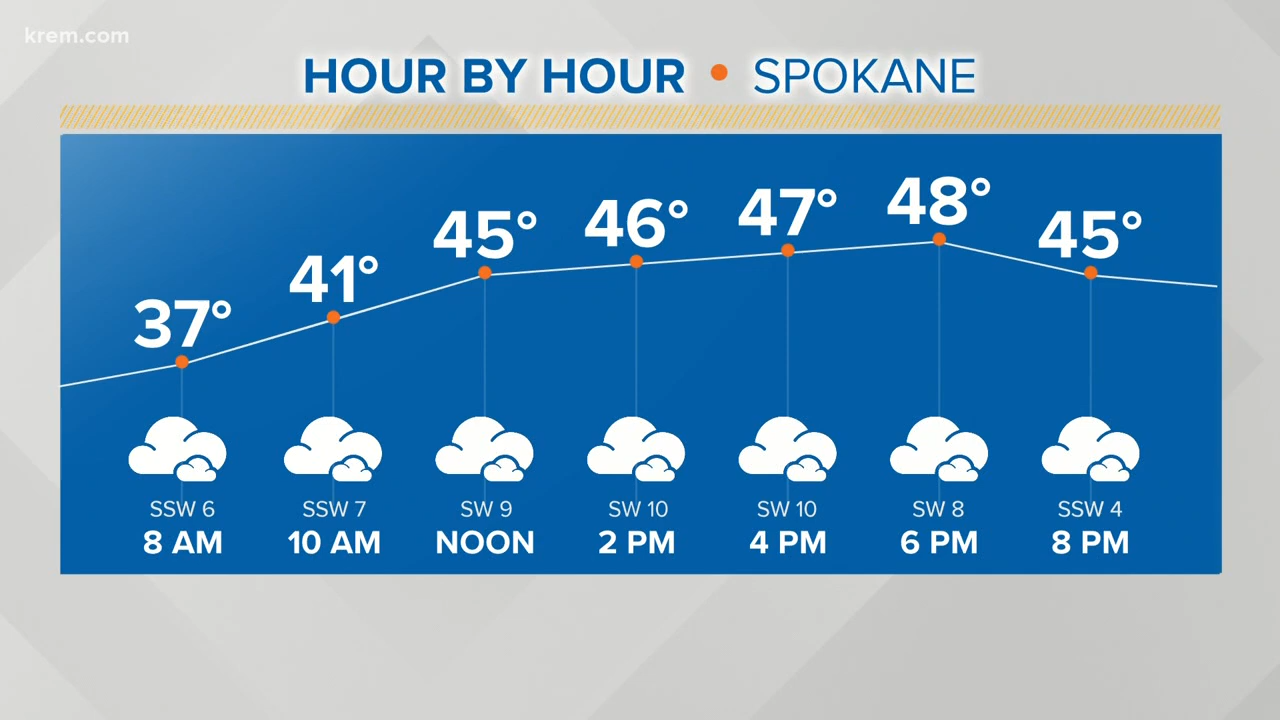 krem.com
HOUR BY HOUR • SPOKANE
37° 41° 45° 46° 47° 48° 45°
SSW 6 SSW 7 SW 9 SW 10 SW 10 SW 8 SSW 4
8 AM 10 AM NOON 2 PM 4 PM 6 PM 8 PM